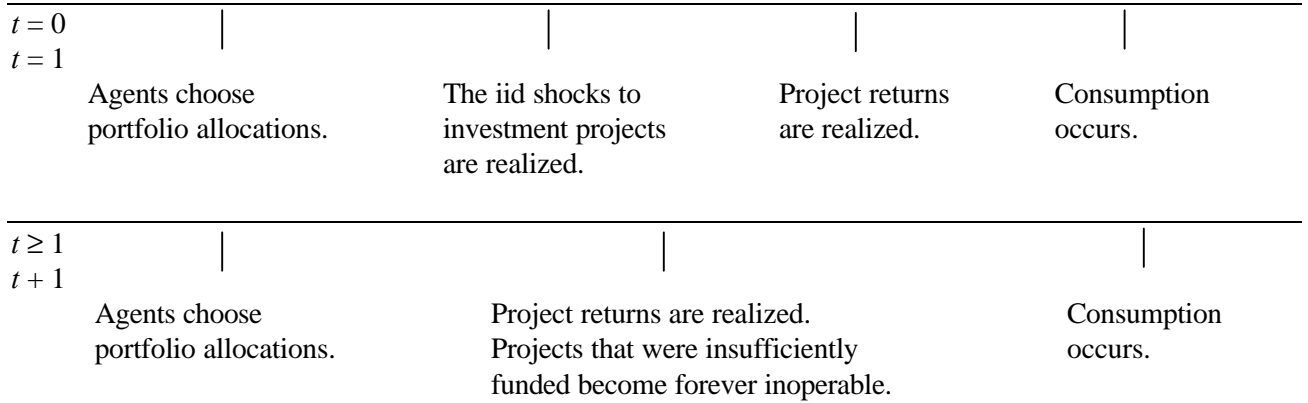 t = 0
t = 1
Agents choose
portfolio allocations.
The iid shocks to
investment projects
are realized.
Project returns
are realized.
Consumption
occurs.
t ≥ 1
t + 1
Agents choose
portfolio allocations.
Project returns are realized.
Projects that were insufficiently
funded become forever inoperable.
Consumption
occurs.